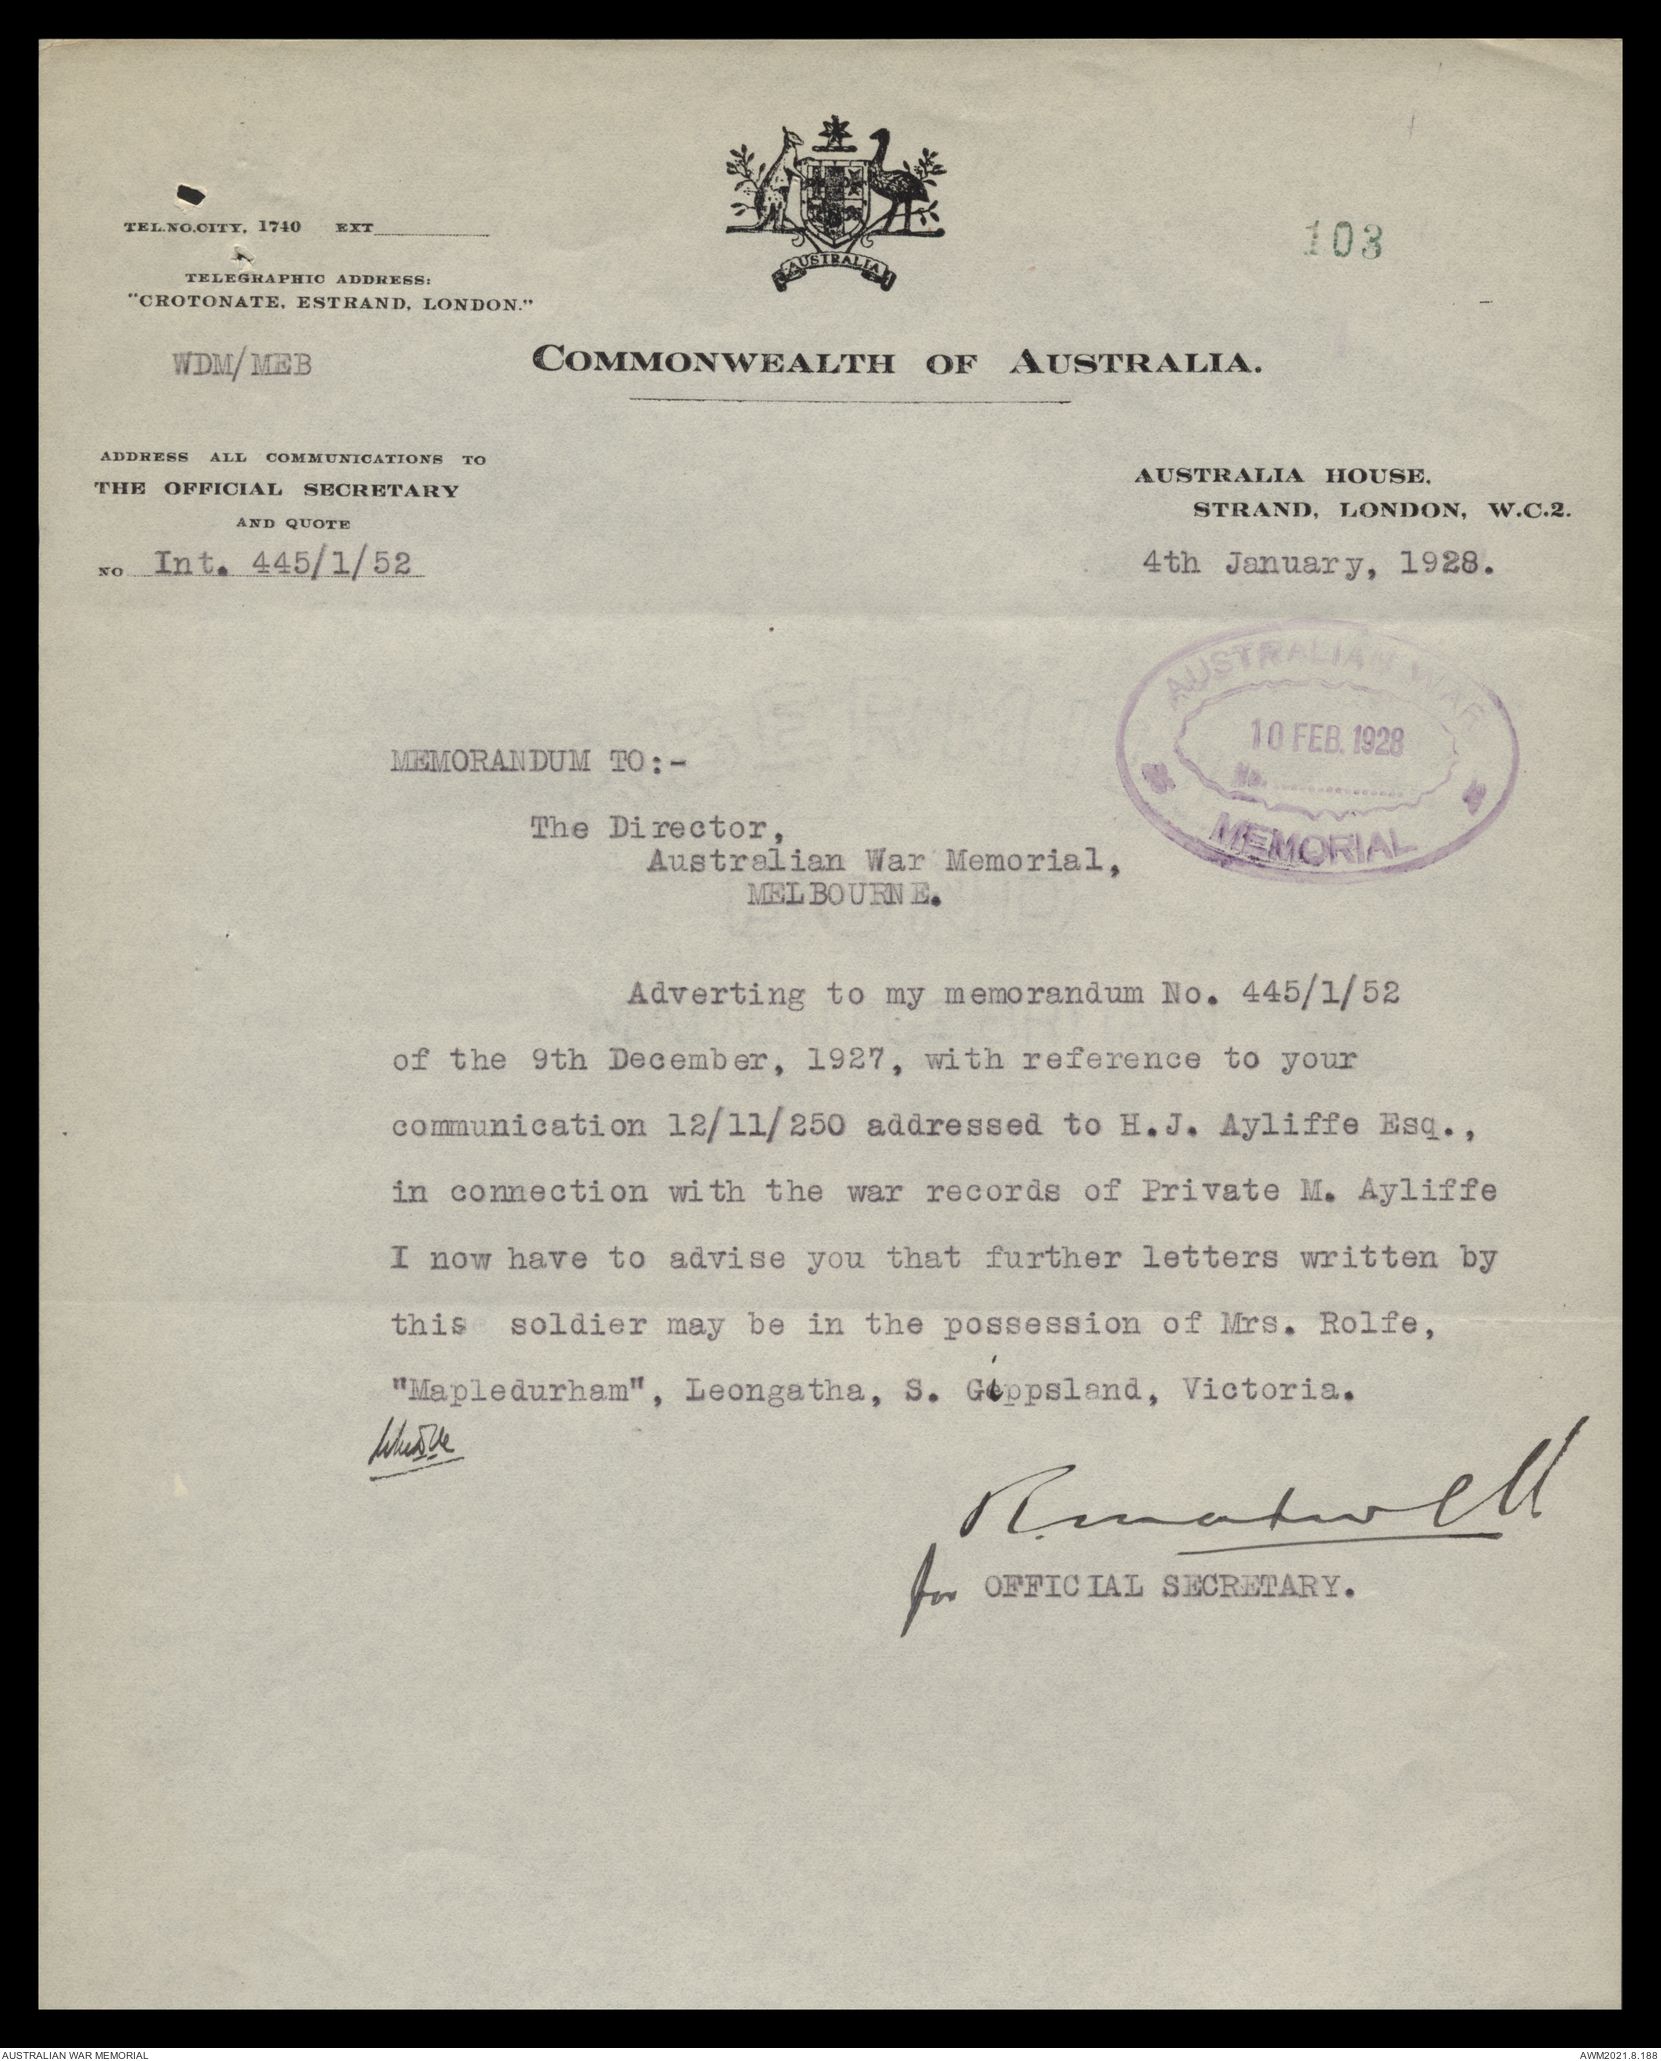 AUSTRALIA
TEL.NO.CITY. 1740 EXT
103
TELEGRAPHIC ADDRESS:
"CROTONATE, ESTRAND, LONDON."
WDM/MEB
COMMONWEALTH OF AUSTRALIA.
ADDRESS ALL COMMUNICATIONS TO
THE OFFICIAL SECRETARY
AND QUOTE
NO Int. 445/1/52
AUSTRALIA HOUSE,
STRAND, LONDON, W.C.2.
4th January, 1928.
AUSTRALIAN WAR
10 FEB. 1928
No.
MEMORIAL
MEMORANDUM TO:-
The Director,
Australian War Memorial,
MELBOURNE.
Adverting to my memorandum No. 445/1/52
of the 9th December, 1927, with reference to your
communication 12/11/250 addressed to H.J. Ayliffe Esq.,
in connection with the war records of Private M. Ayliffe
I now have to advise you that further letters written by
this soldier may be in the possession of Mrs. Rolfe,
"Mapledurham", Leongatha, S. Gippsland, Victoria.
for OFFICIAL SECRETARY.
AUSTRALIAN WAR MEMORIAL
AWM2021.8.188